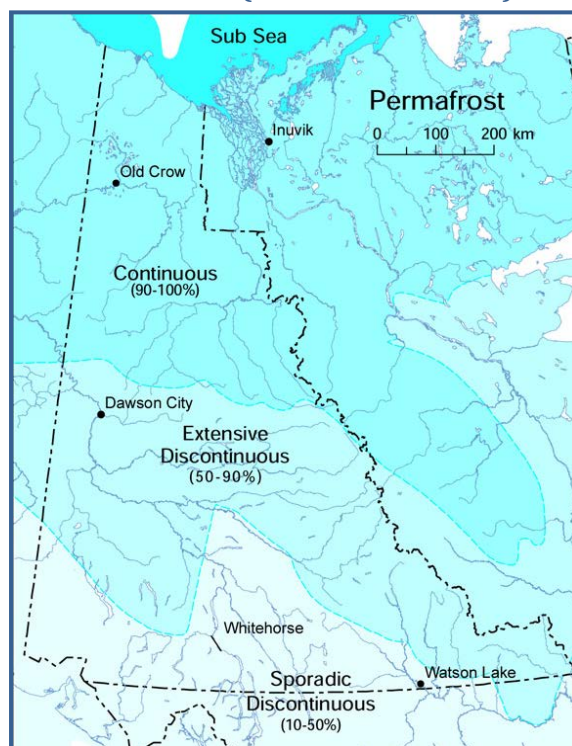 Sub Sea
Permafrost
0 100 200 km
Inuvik
Old Crow
Continuous
(90-100%)
Dawson City
Extensive
Discontinuous
(50-90%)
Whitehorse
Watson Lake
Sporadic
Discontinuous
(10-50%)